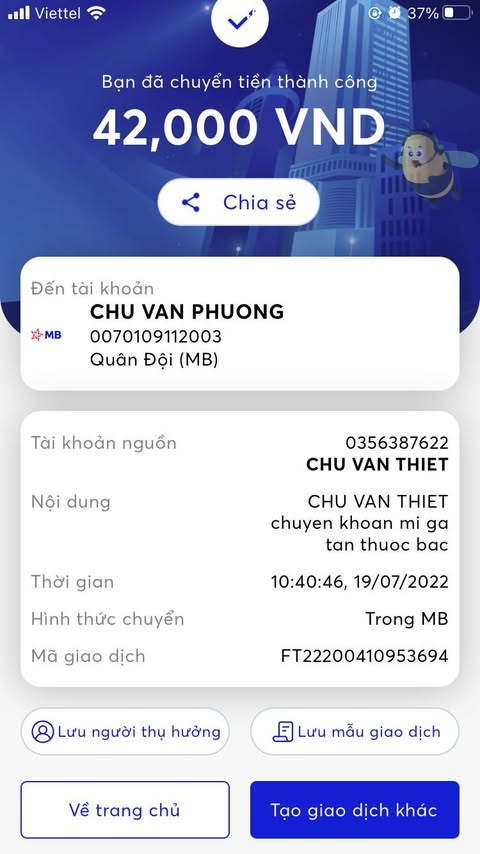 Viettel 37%
Bạn đã chuyển tiền thành công
42,000 VND
Chia sẻ
Đến tài khoản
CHU VAN PHUONG
MB 0070109112003
Quân Đội (MB)
Tài khoản nguồn 0356387622
CHU VAN THIET
Nội dung CHU VAN THIET
chuyen khoan mi ga
tan thuoc bac
Thời gian 10:40:46, 19/07/2022
Hình thức chuyển Trong MB
Mã giao dịch FT22200410953694
Lưu người thụ hưởng Lưu mẫu giao dịch
Về trang chủ Tạo giao dịch khác